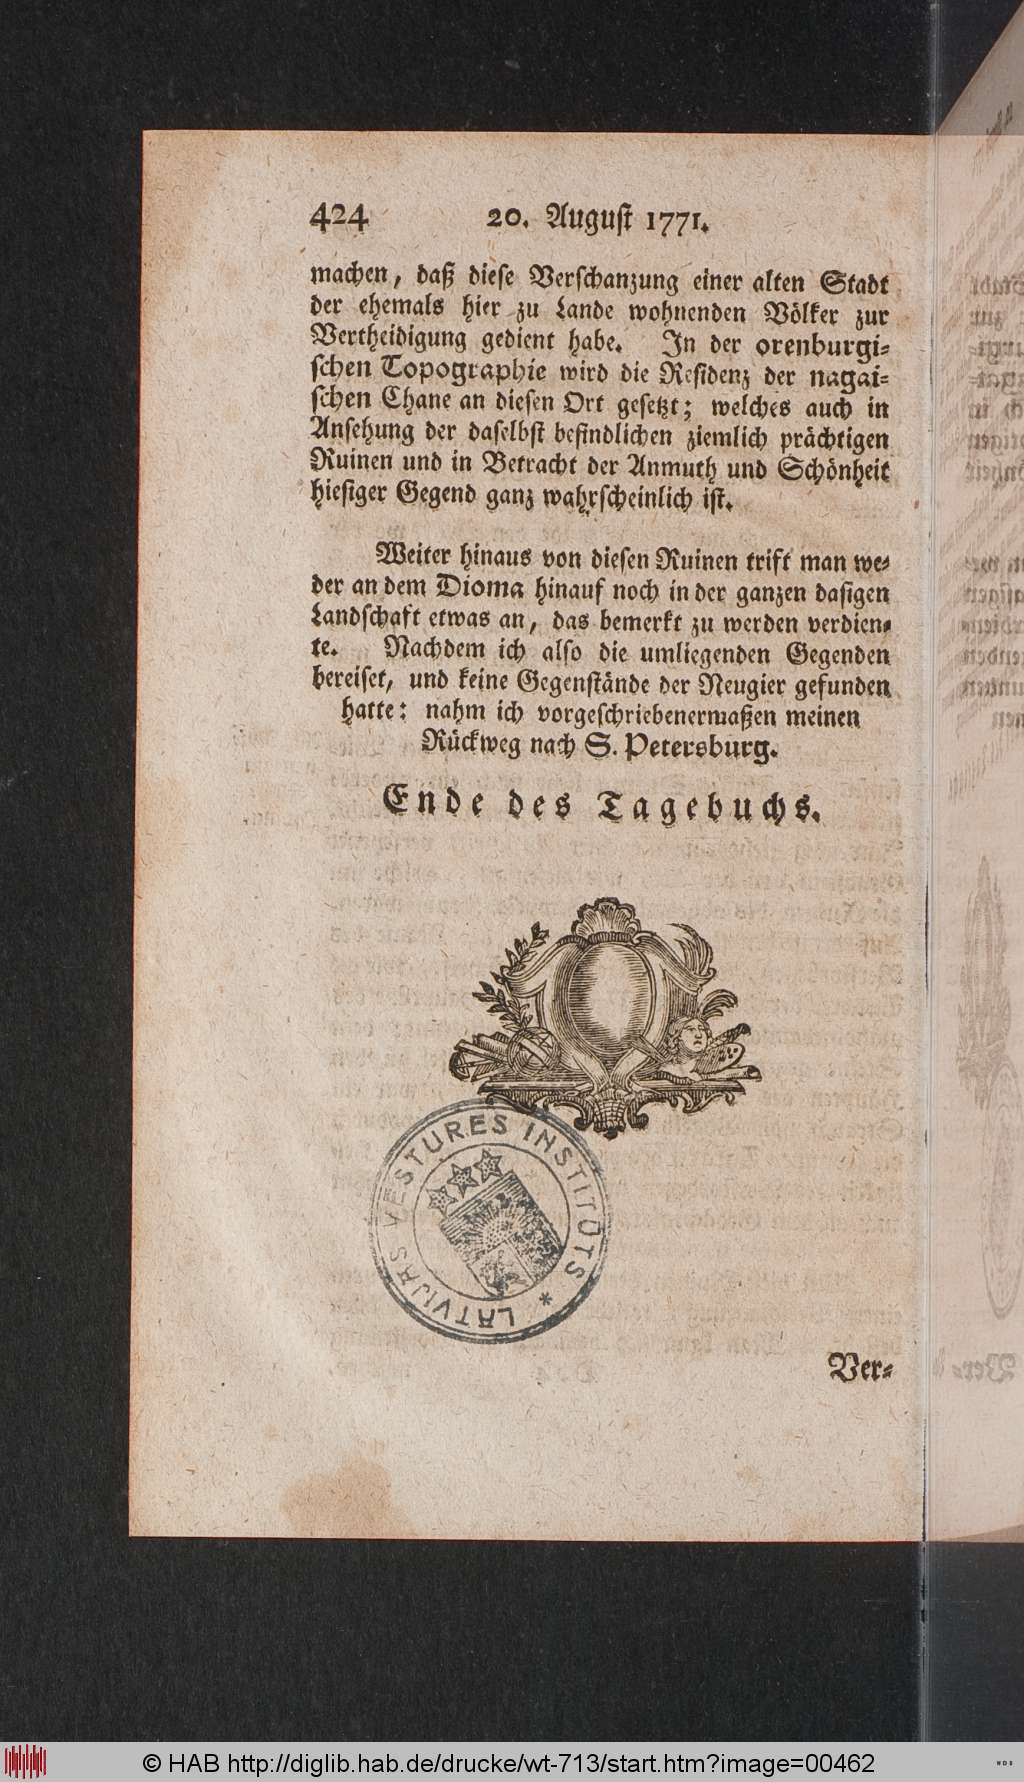 424 20. August 1771.
machen, daß diese Verschanzung einer alten Stadt
der ehemals hier zu Lande wohnenden Völker zur
Vertheidigung gedient habe. In der orenburgi-
schen Topographie wird die Residenz der nagai-
schen Chane an diesen Ort gesetzt; welches auch in
Ansehung der daselbst befindlichen ziemlich prächtigen
Ruinen und in Betracht der Anmuth und Schönheit
hiesiger Gegend ganz wahrscheinlich ist.
Weiter hinaus von diesen Ruinen trift man we-
der an dem Dioma hinauf noch in der ganzen dasigen
Landschaft etwas an, das bemerkt zu werden verdien-
te. Nachdem ich also die umliegenden Gegenden
bereiset, und keine Gegenstände der Neugier gefunden
hatte: nahm ich vorgeschriebenermaßen meinen
Rückweg nach S. Petersburg.
Ende des Tagebuchs.
LATVIJAS VESTURES INSTITŪTS *
Ver-
© HAB http://diglib.hab.de/drucke/wt-713/start.htm?image=00462